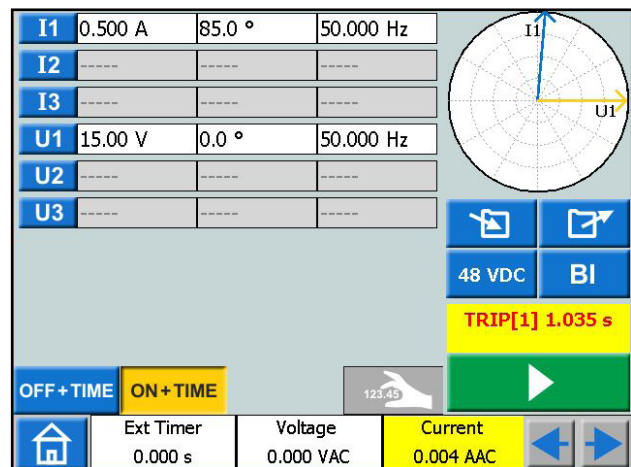 I1 0.500 A 85.0 ° 50.000 Hz
I2 ----- ----- -----
I3 ----- ----- -----
U1 15.00 V 0.0 ° 50.000 Hz
U2 ----- ----- -----
U3 ----- ----- -----
I1
U1
48 VDC BI
TRIP[1] 1.035 s
OFF+TIME ON+TIME 123.45
Ext Timer Voltage Current
0.000 s 0.000 VAC 0.004 AAC